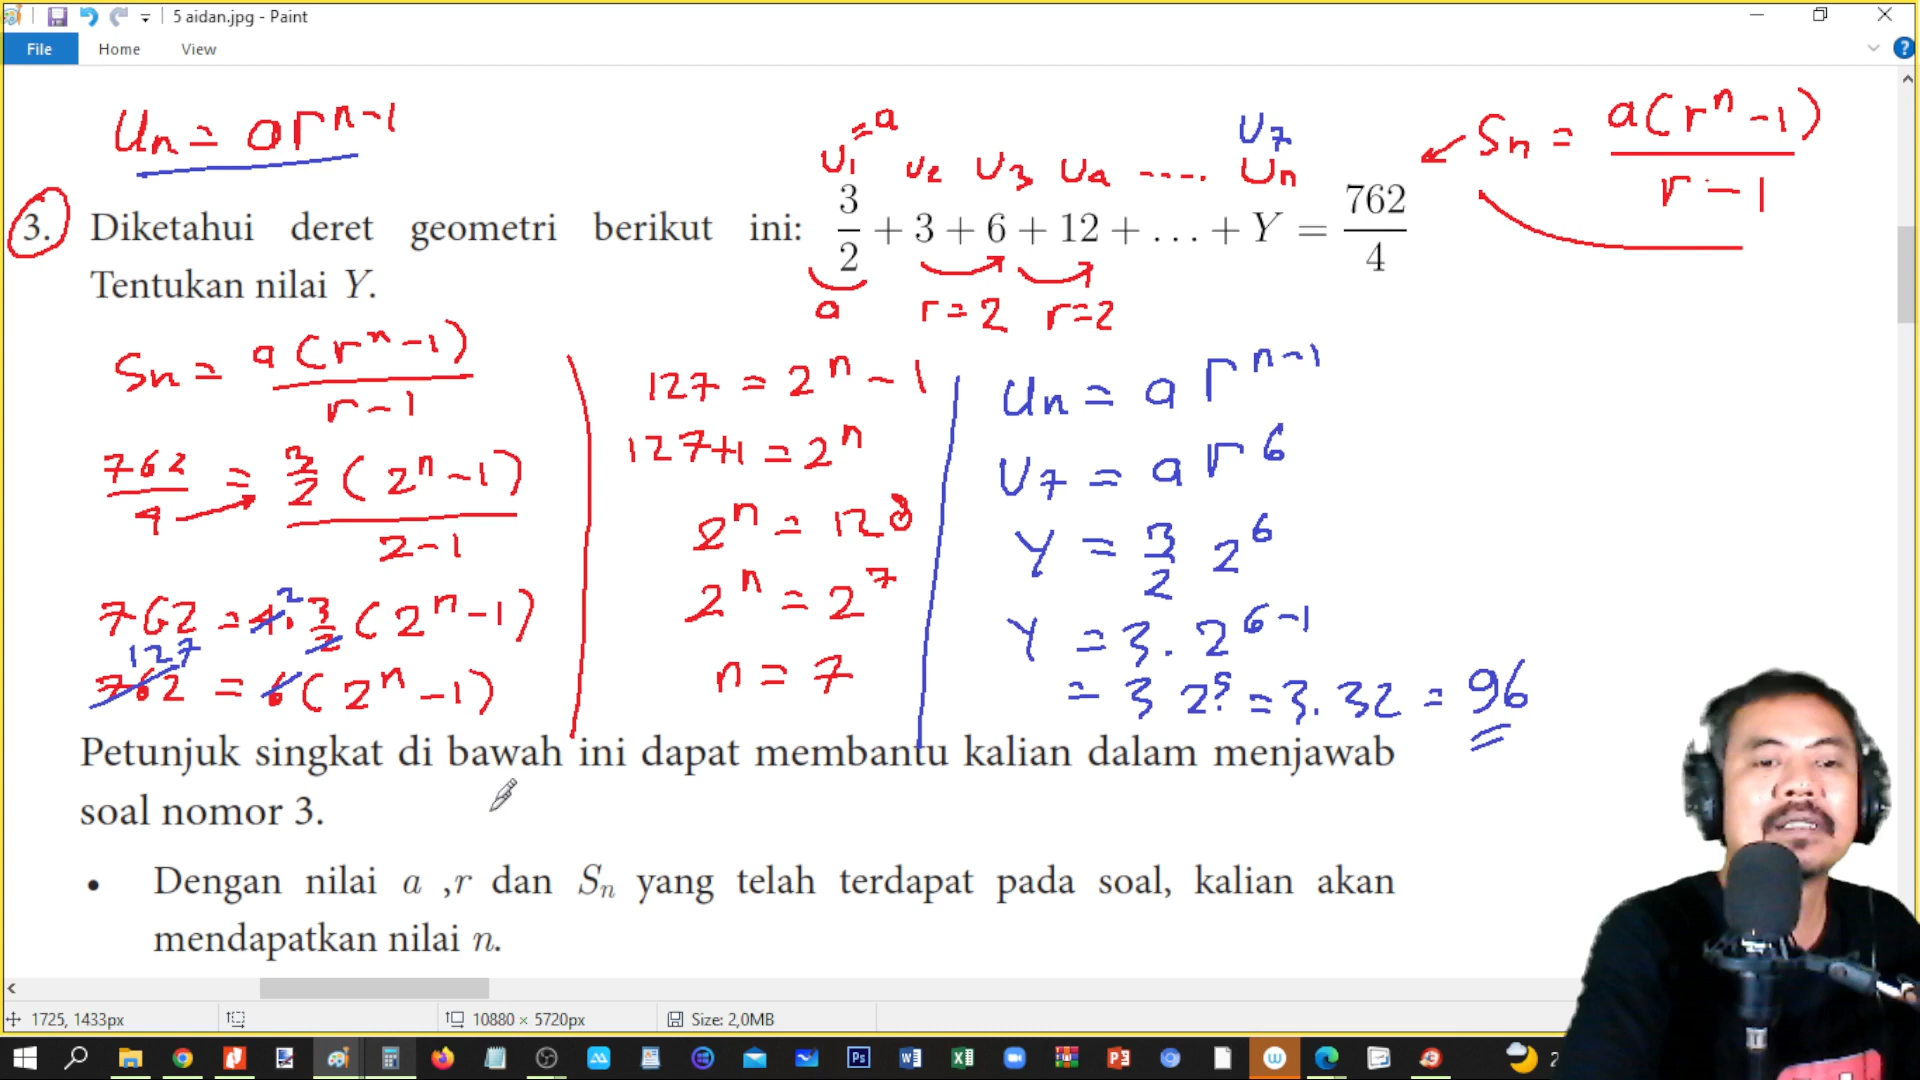 5 aidan.jpg - Paint
File Home View
Un = ar^n-1
= a
U1 U2 U3 U4 .... Un
U7
Sn = a(r^n -1) / r-1
3. Diketahui deret geometri berikut ini: 3/2 + 3 + 6 + 12 + ... + Y = 762/4
Tentukan nilai Y.
a r=2 r=2
Sn = a(r^n -1) / r-1
762/4 = 3/2 (2^n -1) / 2-1
762 = 4. 3/2 (2^n -1)
2
127
762 = 6(2^n -1)
127 = 2^n - 1
127+1 = 2^n
2^n = 128
2^n = 2^7
n = 7
Un = a r^n-1
U7 = a r^6
Y = 3/2 2^6
Y = 3. 2^6-1
= 3 2^5 = 3. 32 = 96
Petunjuk singkat di bawah ini dapat membantu kalian dalam menjawab
soal nomor 3.
• Dengan nilai a ,r dan Sn yang telah terdapat pada soal, kalian akan
mendapatkan nilai n.
1725, 1433px 10880 × 5720px Size: 2,0MB